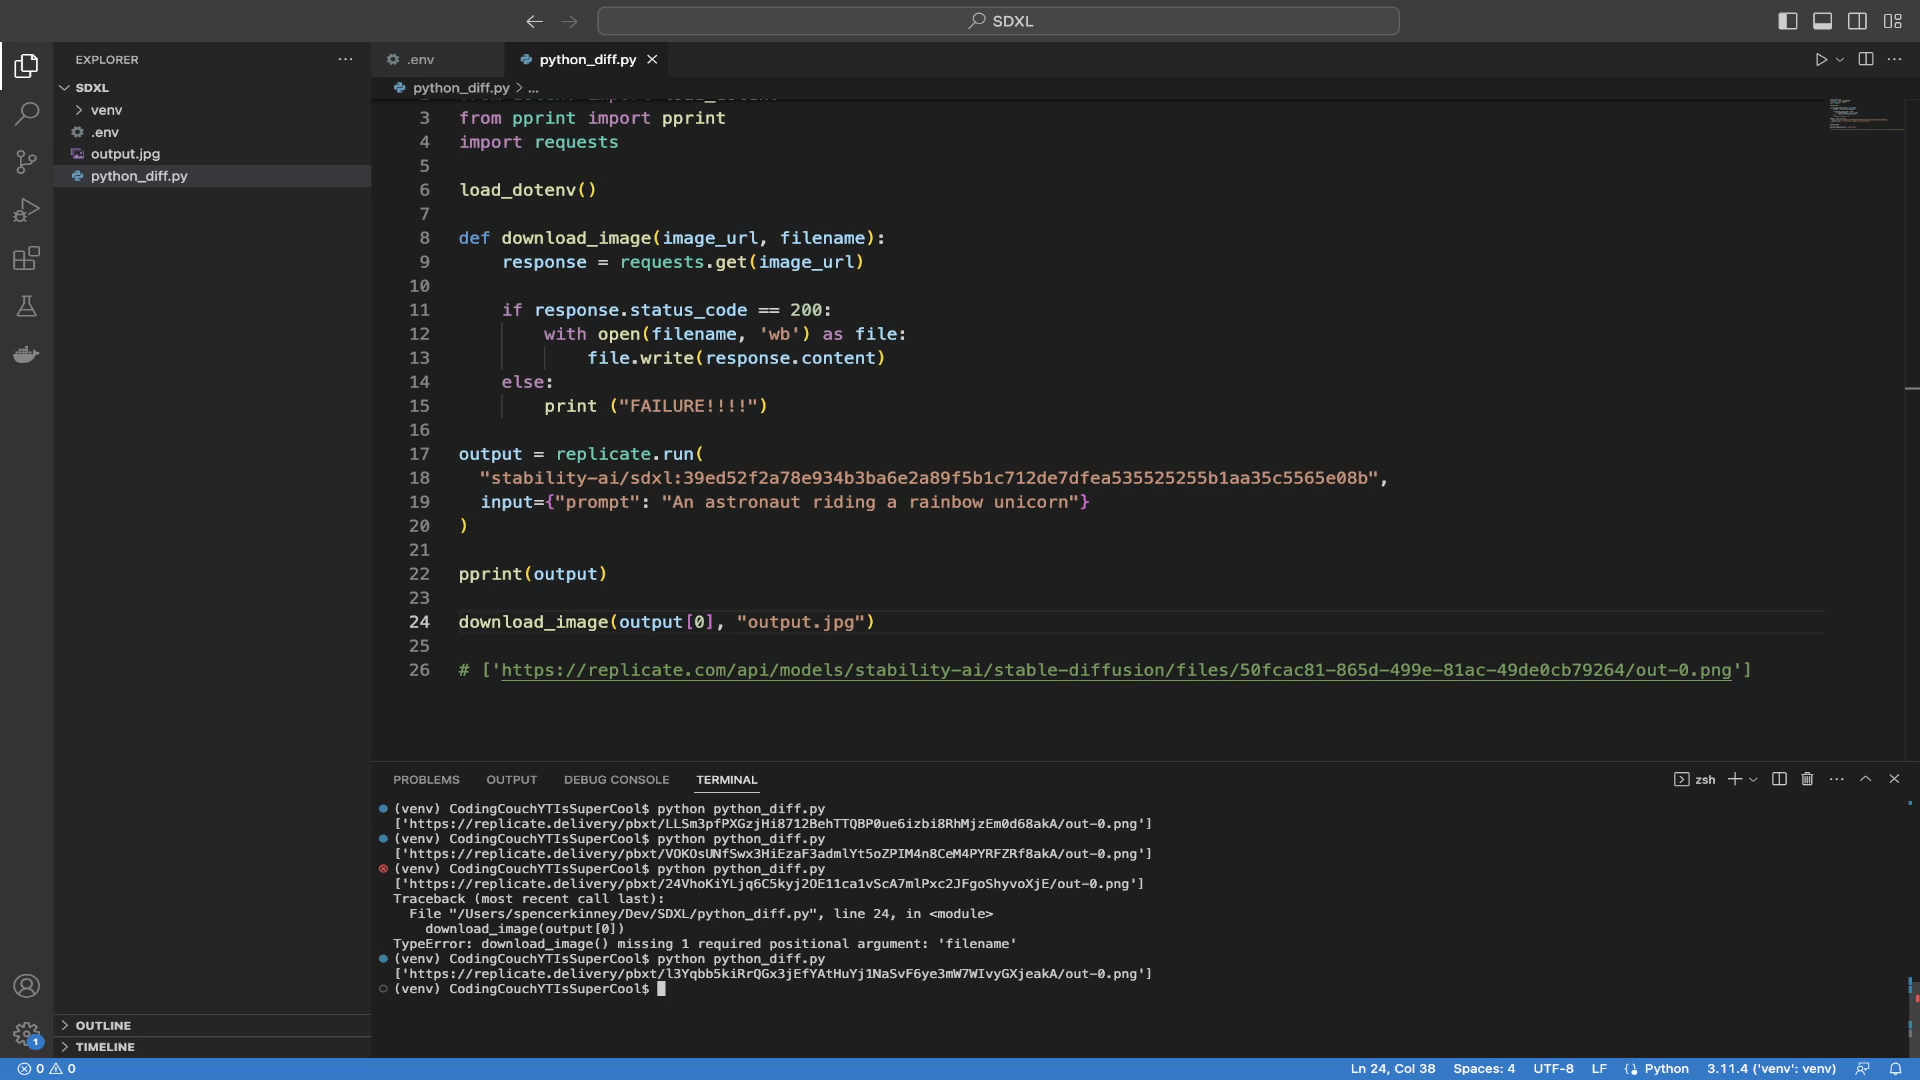 SDXL
EXPLORER
SDXL
venv
.env
output.jpg
python_diff.py
OUTLINE
TIMELINE
.env
python_diff.py
python_diff.py > ...
3 from pprint import pprint
4 import requests
5
6 load_dotenv()
7
8 def download_image(image_url, filename):
9 response = requests.get(image_url)
10
11 if response.status_code == 200:
12 with open(filename, 'wb') as file:
13 file.write(response.content)
14 else:
15 print ("FAILURE!!!!")
16
17 output = replicate.run(
18 "stability-ai/sdxl:39ed52f2a78e934b3ba6e2a89f5b1c712de7dfea535525255b1aa35c5565e08b",
19 input={"prompt": "An astronaut riding a rainbow unicorn"}
20 )
21
22 pprint(output)
23
24 download_image(output[0], "output.jpg")
25
26 # ['https://replicate.com/api/models/stability-ai/stable-diffusion/files/50fcac81-865d-499e-81ac-49de0cb79264/out-0.png']
PROBLEMS OUTPUT DEBUG CONSOLE TERMINAL
zsh
(venv) CodingCouchYTIsSuperCool$ python python_diff.py
['https://replicate.delivery/pbxt/LLSm3pfPXGzjHi8712BehTTQBP0ue6izbi8RhMjzEm0d68akA/out-0.png']
(venv) CodingCouchYTIsSuperCool$ python python_diff.py
['https://replicate.delivery/pbxt/VOKOsUNfSwx3HiEzaF3admlYt5oZPIM4n8CeM4PYRFZRf8akA/out-0.png']
(venv) CodingCouchYTIsSuperCool$ python python_diff.py
['https://replicate.delivery/pbxt/24VhoKiYLjq6C5kyj2OE11ca1vScA7mlPxc2JFgoShyvoXjE/out-0.png']
Traceback (most recent call last):
File "/Users/spencerkinney/Dev/SDXL/python_diff.py", line 24, in <module>
download_image(output[0])
TypeError: download_image() missing 1 required positional argument: 'filename'
(venv) CodingCouchYTIsSuperCool$ python python_diff.py
['https://replicate.delivery/pbxt/l3Yqbb5kiRrQGx3jEfYAtHuYj1NaSvF6ye3mW7WIvyGXjeakA/out-0.png']
(venv) CodingCouchYTIsSuperCool$
1
0 0
Ln 24, Col 38 Spaces: 4 UTF-8 LF Python 3.11.4 ('venv': venv)